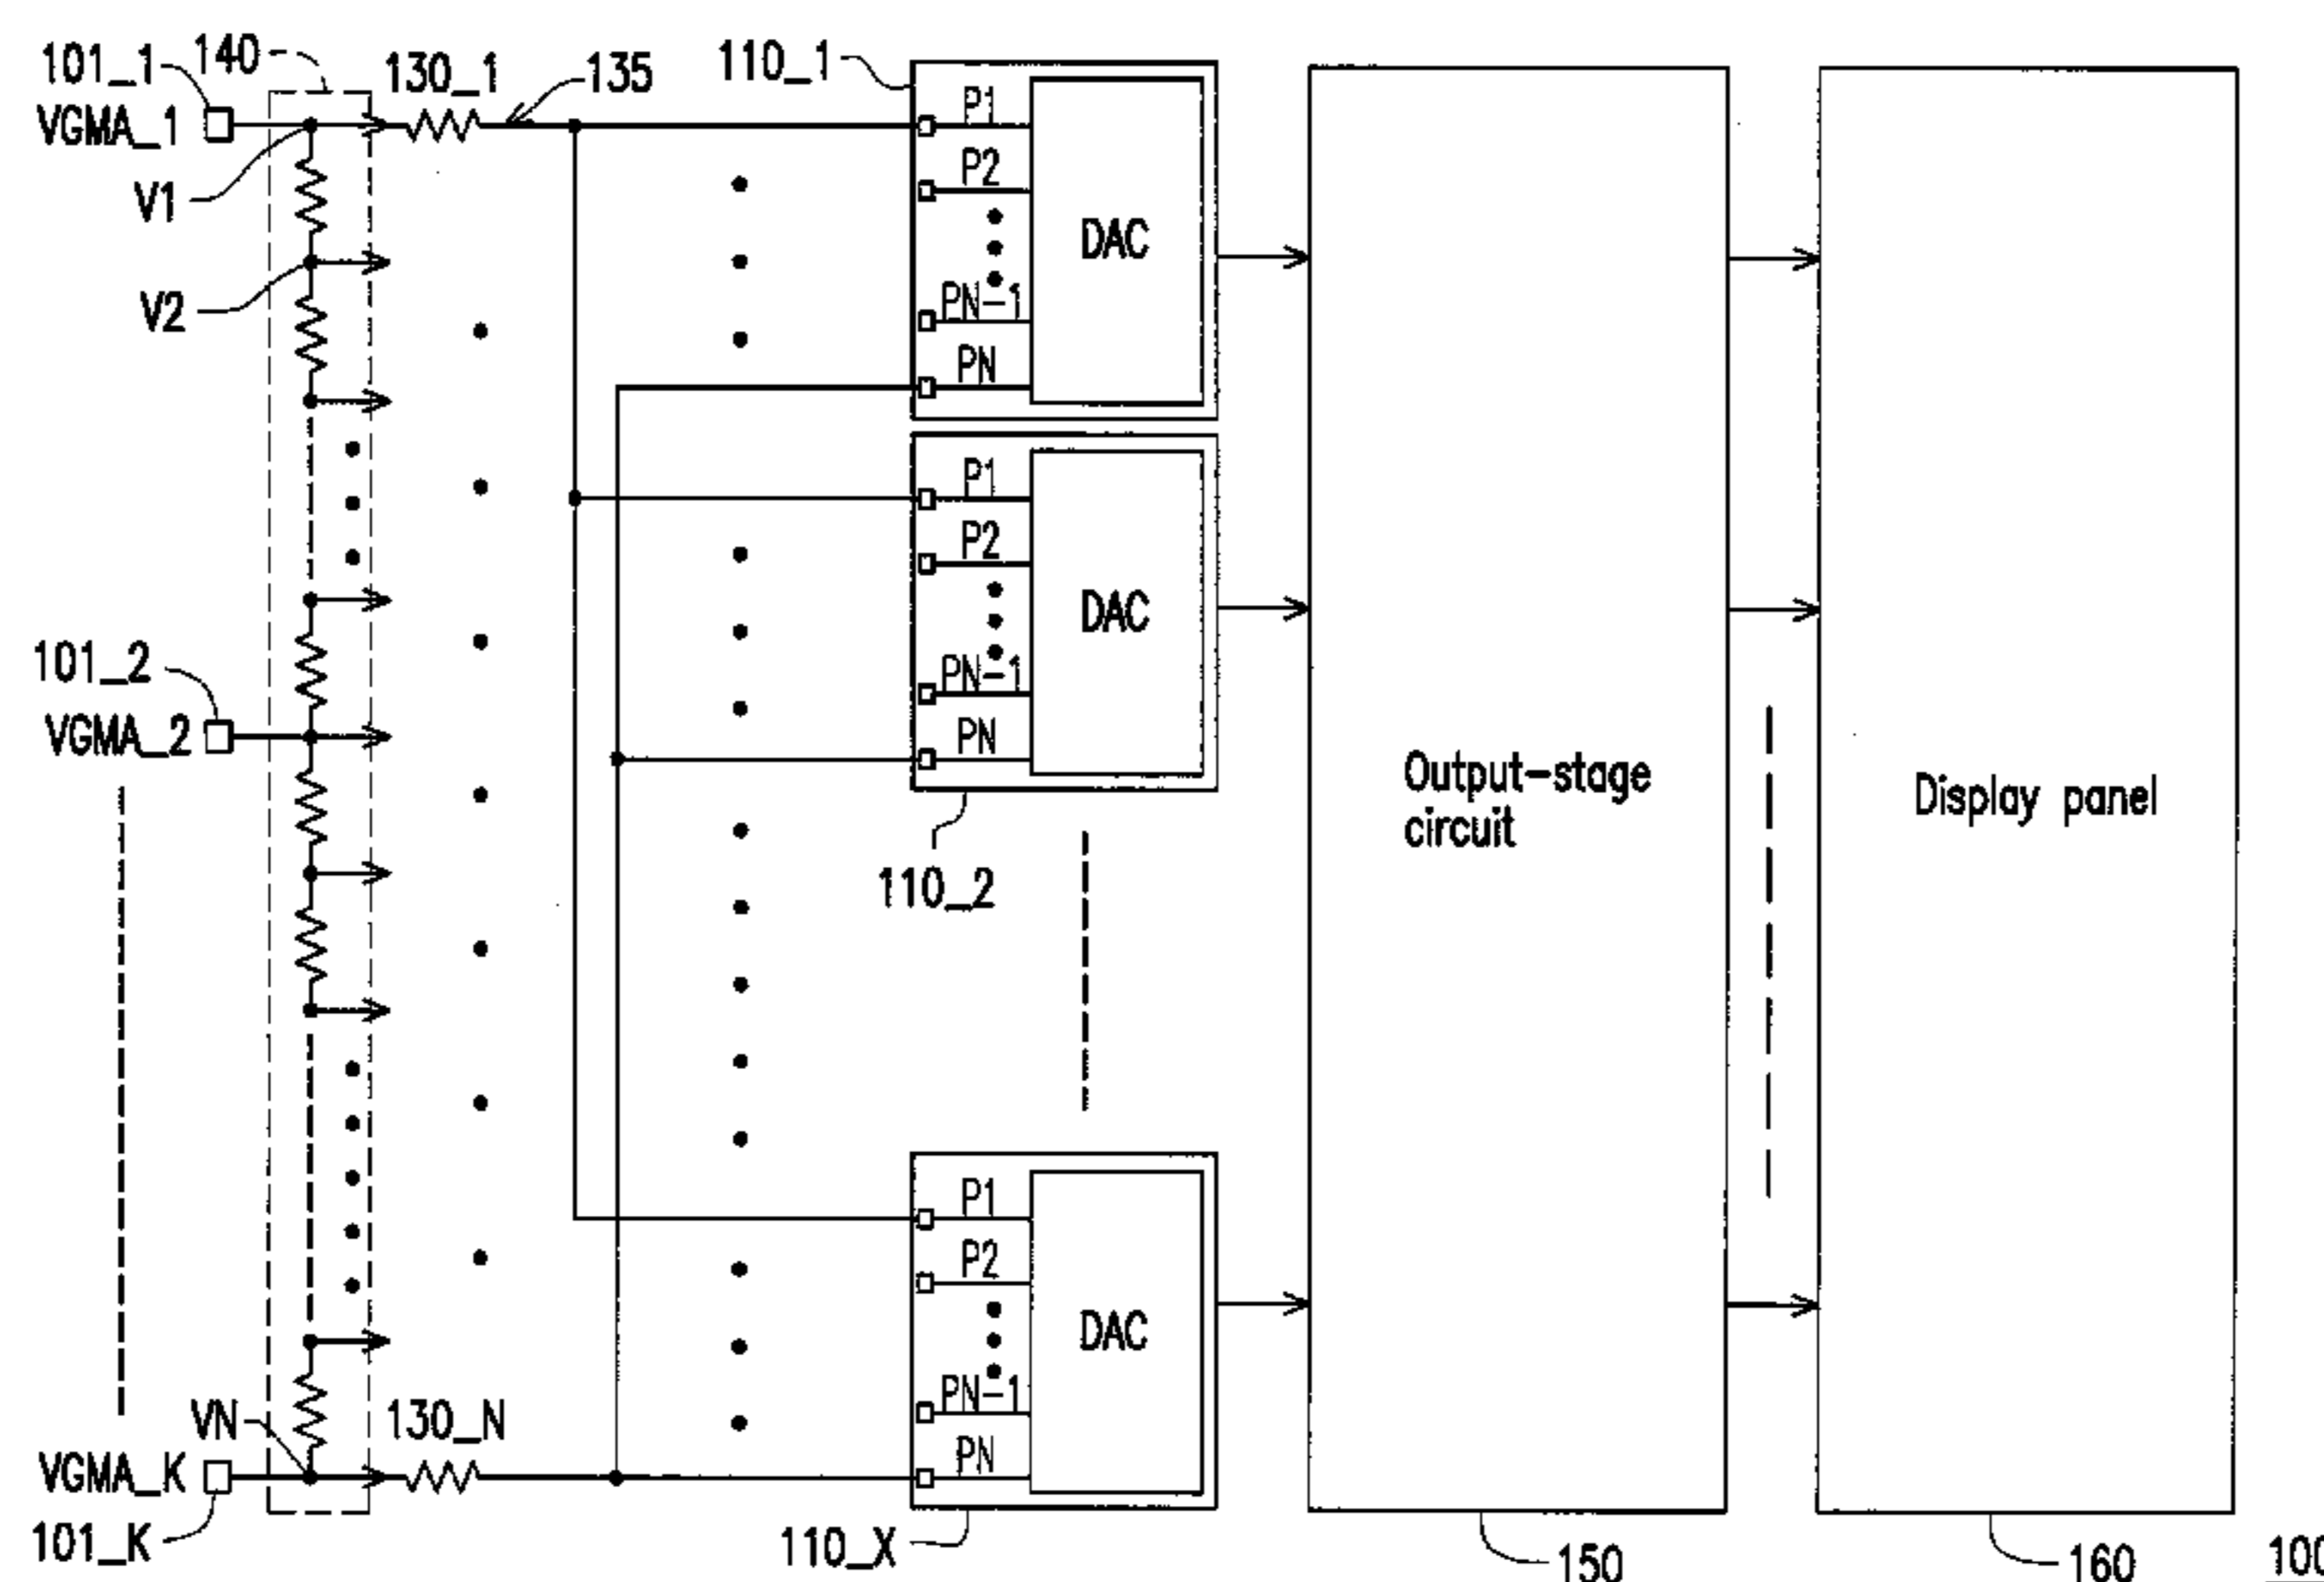 101_1
140
130_1
135
110_1
VGMA_1
V1
V2
P1
P2
PN-1
PN
DAC
P1
P2
PN-1
PN
DAC
101_2
VGMA_2
110_2
Output-stage
circuit
Display panel
P1
P2
PN-1
PN
DAC
VN
130_N
VGMA_K
101_K
110_X
150
160
100